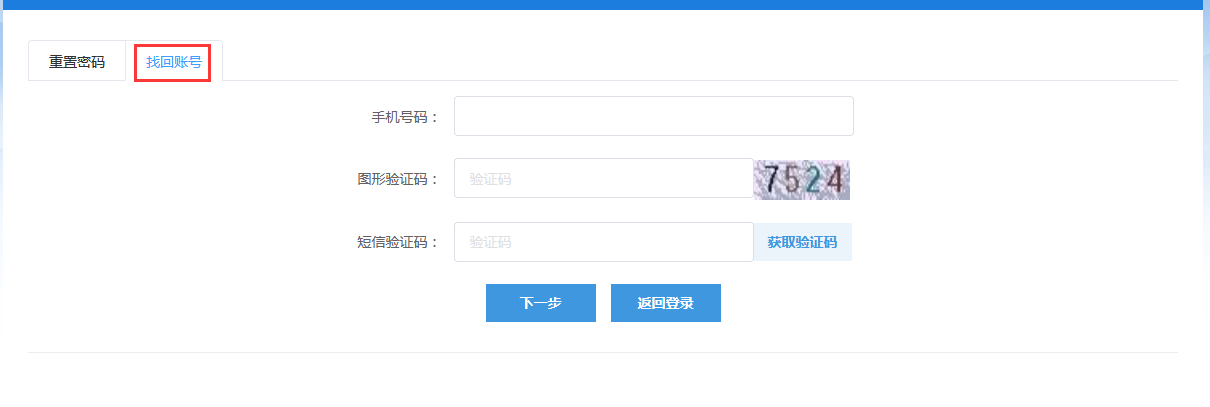 重置密码 找回账号
手机号码：
图形验证码： 验证码 7524
短信验证码： 验证码 获取验证码
下一步 返回登录